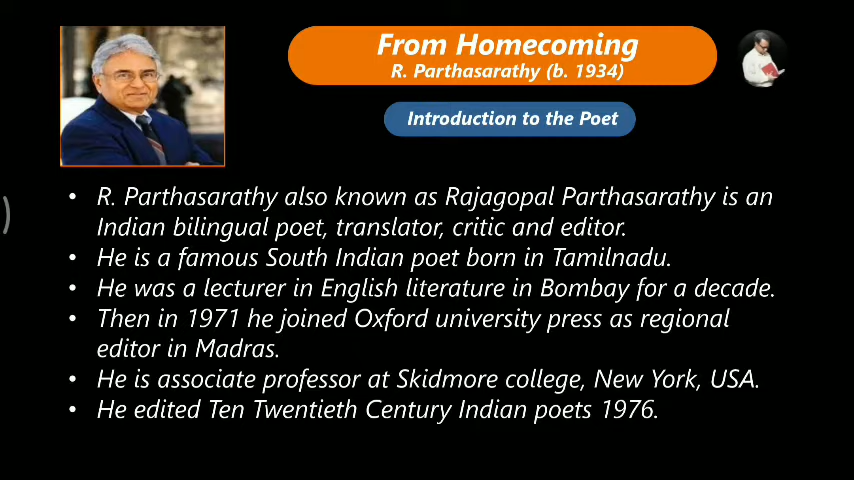 From Homecoming
R. Parthasarathy (b. 1934)
Introduction to the Poet
• R. Parthasarathy also known as Rajagopal Parthasarathy is an
Indian bilingual poet, translator, critic and editor.
• He is a famous South Indian poet born in Tamilnadu.
• He was a lecturer in English literature in Bombay for a decade.
• Then in 1971 he joined Oxford university press as regional
editor in Madras.
• He is associate professor at Skidmore college, New York, USA.
• He edited Ten Twentieth Century Indian poets 1976.